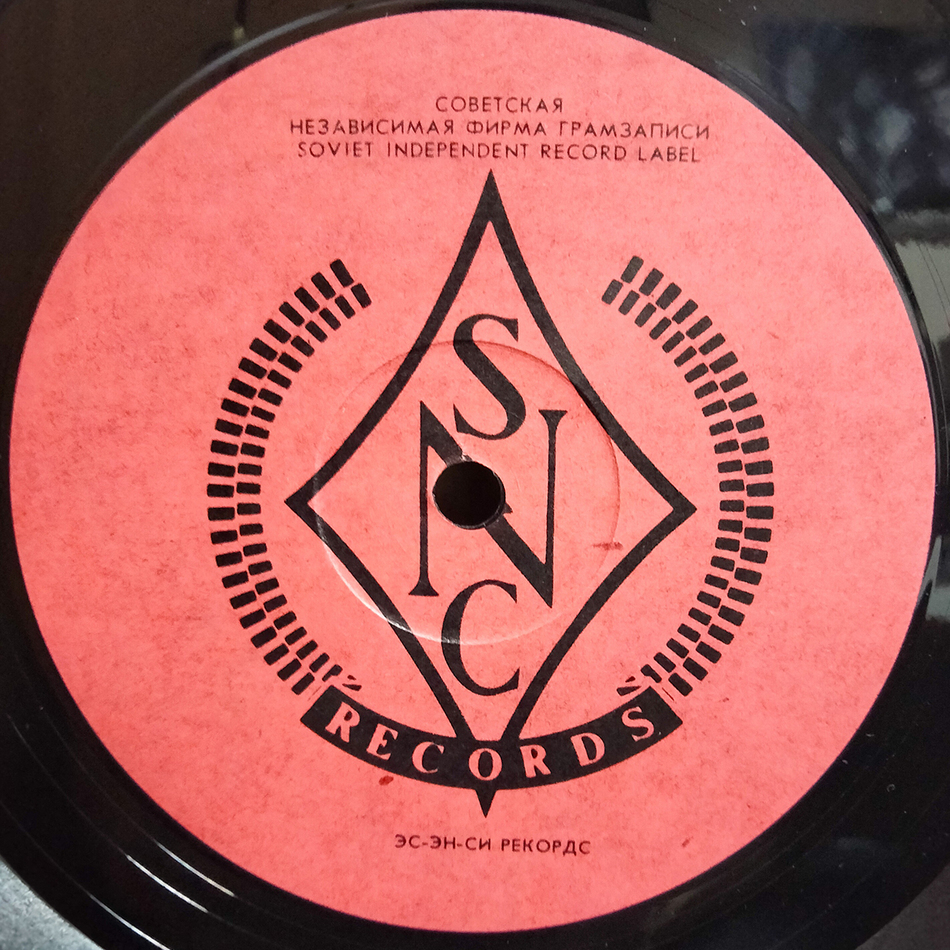 СОВЕТСКАЯ
НЕЗАВИСИМАЯ ФИРМА ГРАМЗАПИСИ
SOVIET INDEPENDENT RECORD LABEL
S
N
C
RECORDS
ЭС-ЭН-СИ РЕКОРДС